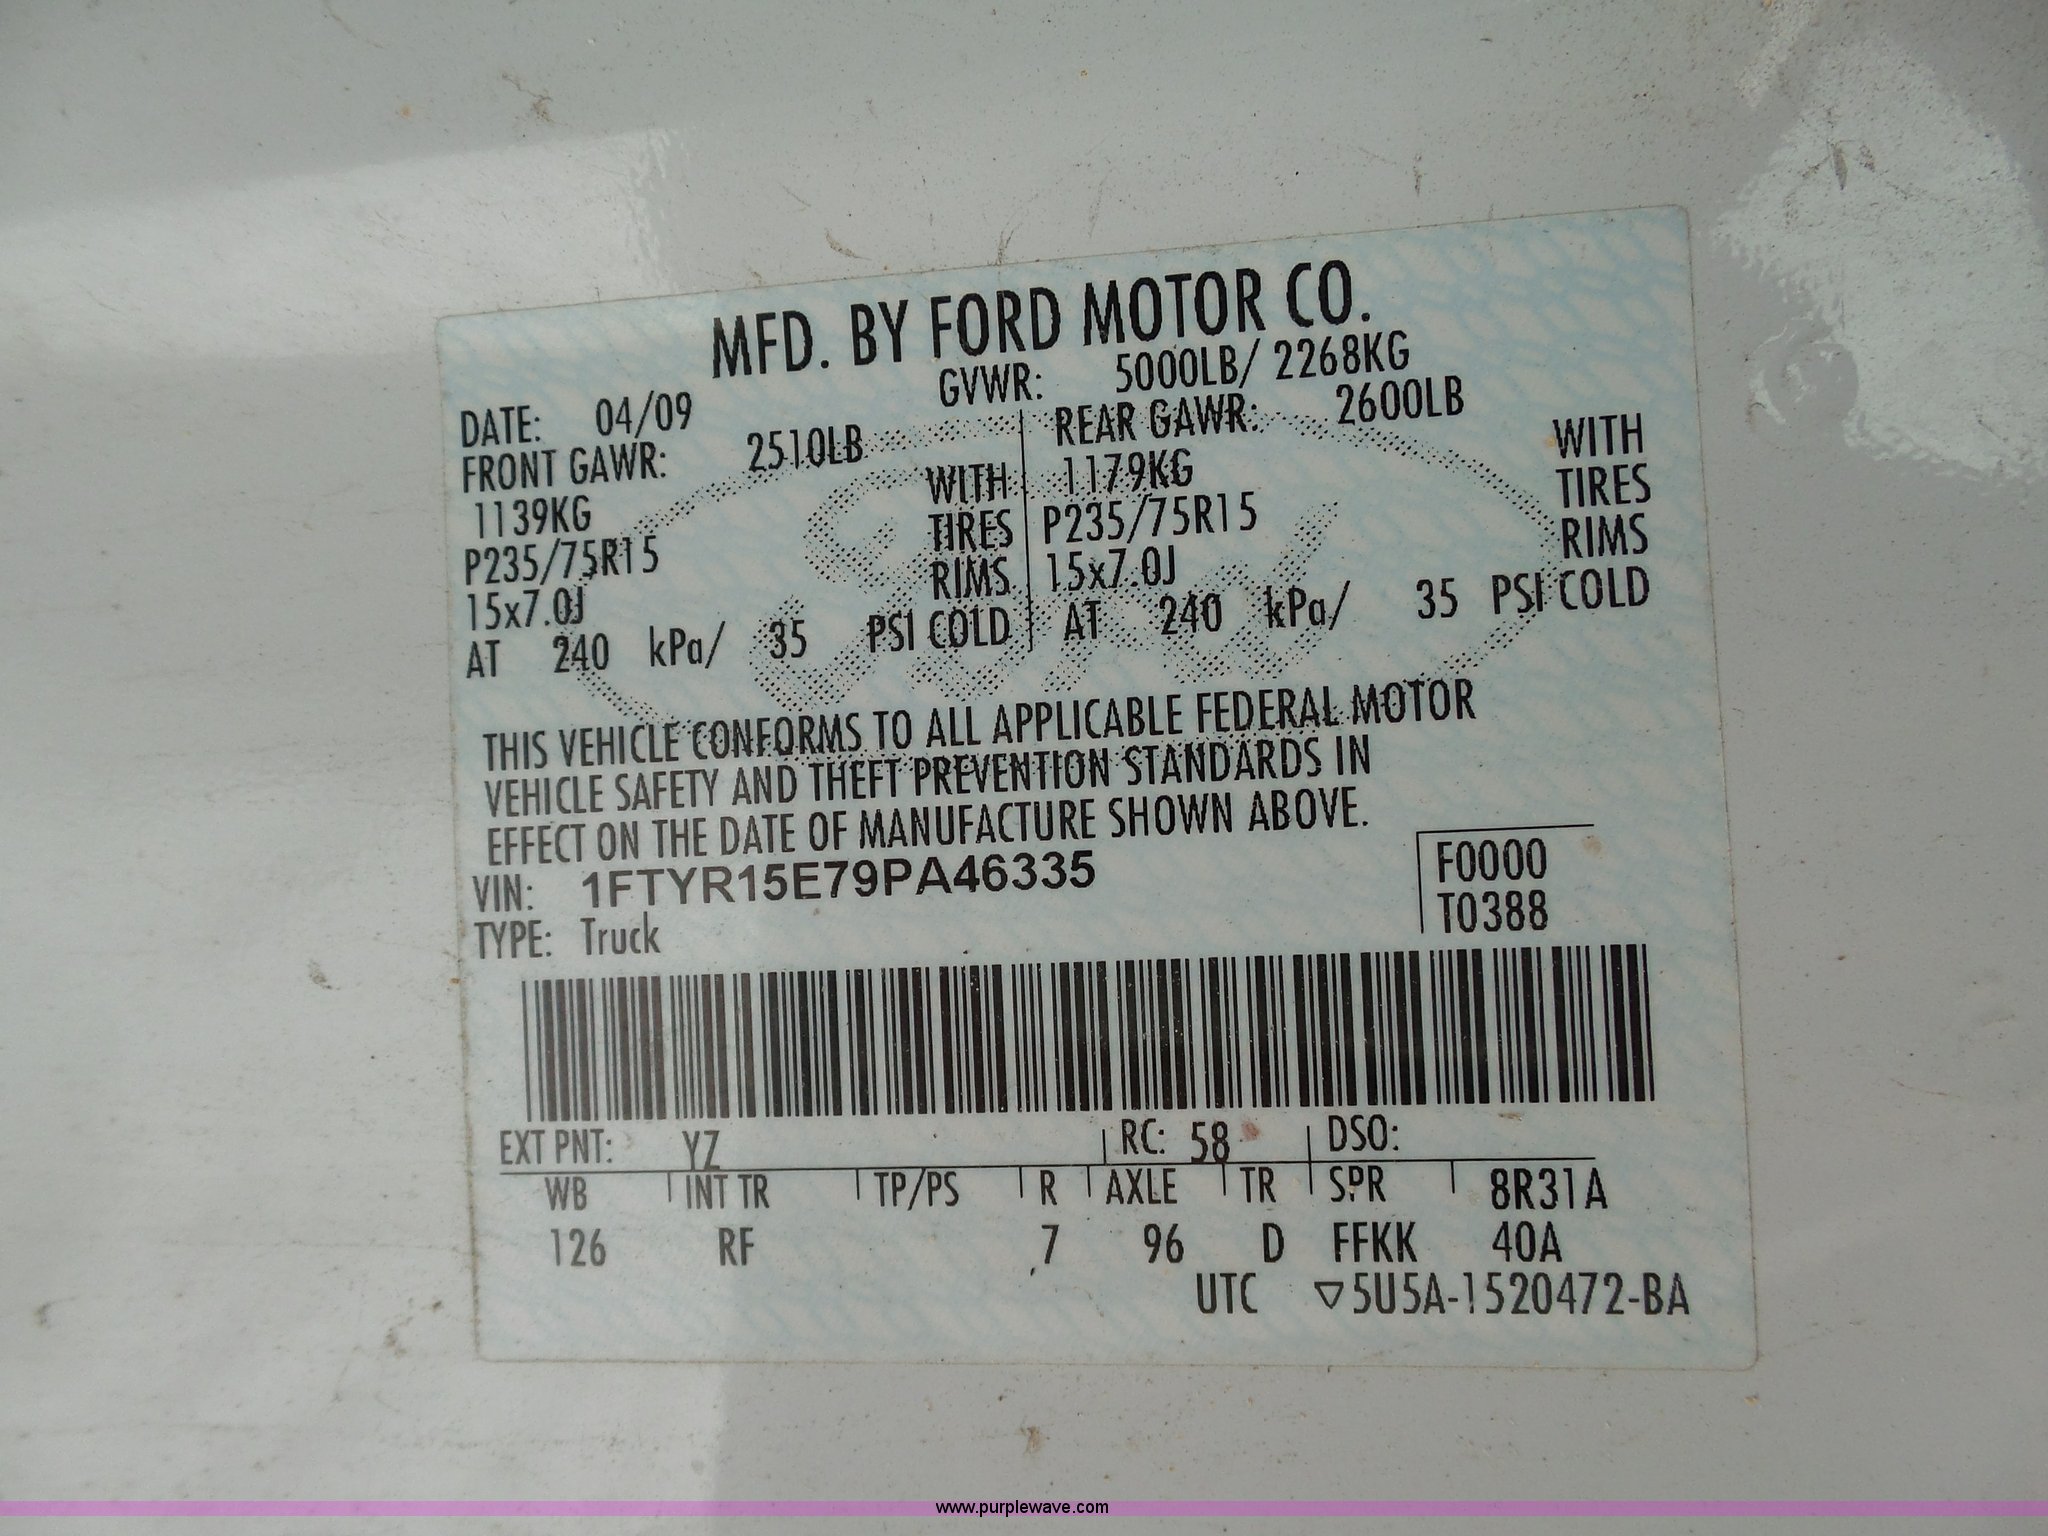 MFD. BY FORD MOTOR CO.
DATE: 04/09 GVWR: 5000LB/ 2268KG
FRONT GAWR: 2510LB REAR GAWR: 2600LB
1139KG WITH 1179KG WITH
P235/75R15 TIRES P235/75R15 TIRES
15x7.0J RIMS 15x7.0J RIMS
AT 240 kPa/ 35 PSI COLD AT 240 kPa/ 35 PSI COLD
THIS VEHICLE CONFORMS TO ALL APPLICABLE FEDERAL MOTOR
VEHICLE SAFETY AND THEFT PREVENTION STANDARDS IN
EFFECT ON THE DATE OF MANUFACTURE SHOWN ABOVE.
VIN: 1FTYR15E79PA46335 F0000
TYPE: Truck T0388
EXT PNT: YZ RC: 58 DSO:
WB INT TR TP/PS R AXLE TR SPR 8R31A
126 RF 7 96 D FFKK 40A
UTC ▽5U5A-1520472-BA
www.purplewave.com